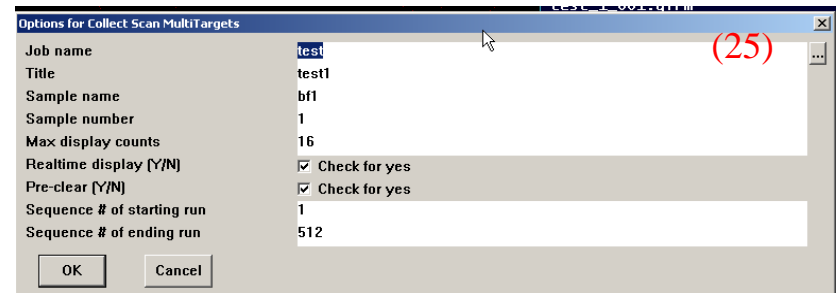 test_1_001.gfrm
Options for Collect Scan MultiTargets
(25)
Job name test ...
Title test1
Sample name bf1
Sample number 1
Max display counts 16
Realtime display (Y/N) Check for yes
Pre-clear (Y/N) Check for yes
Sequence # of starting run 1
Sequence # of ending run 512
OK Cancel